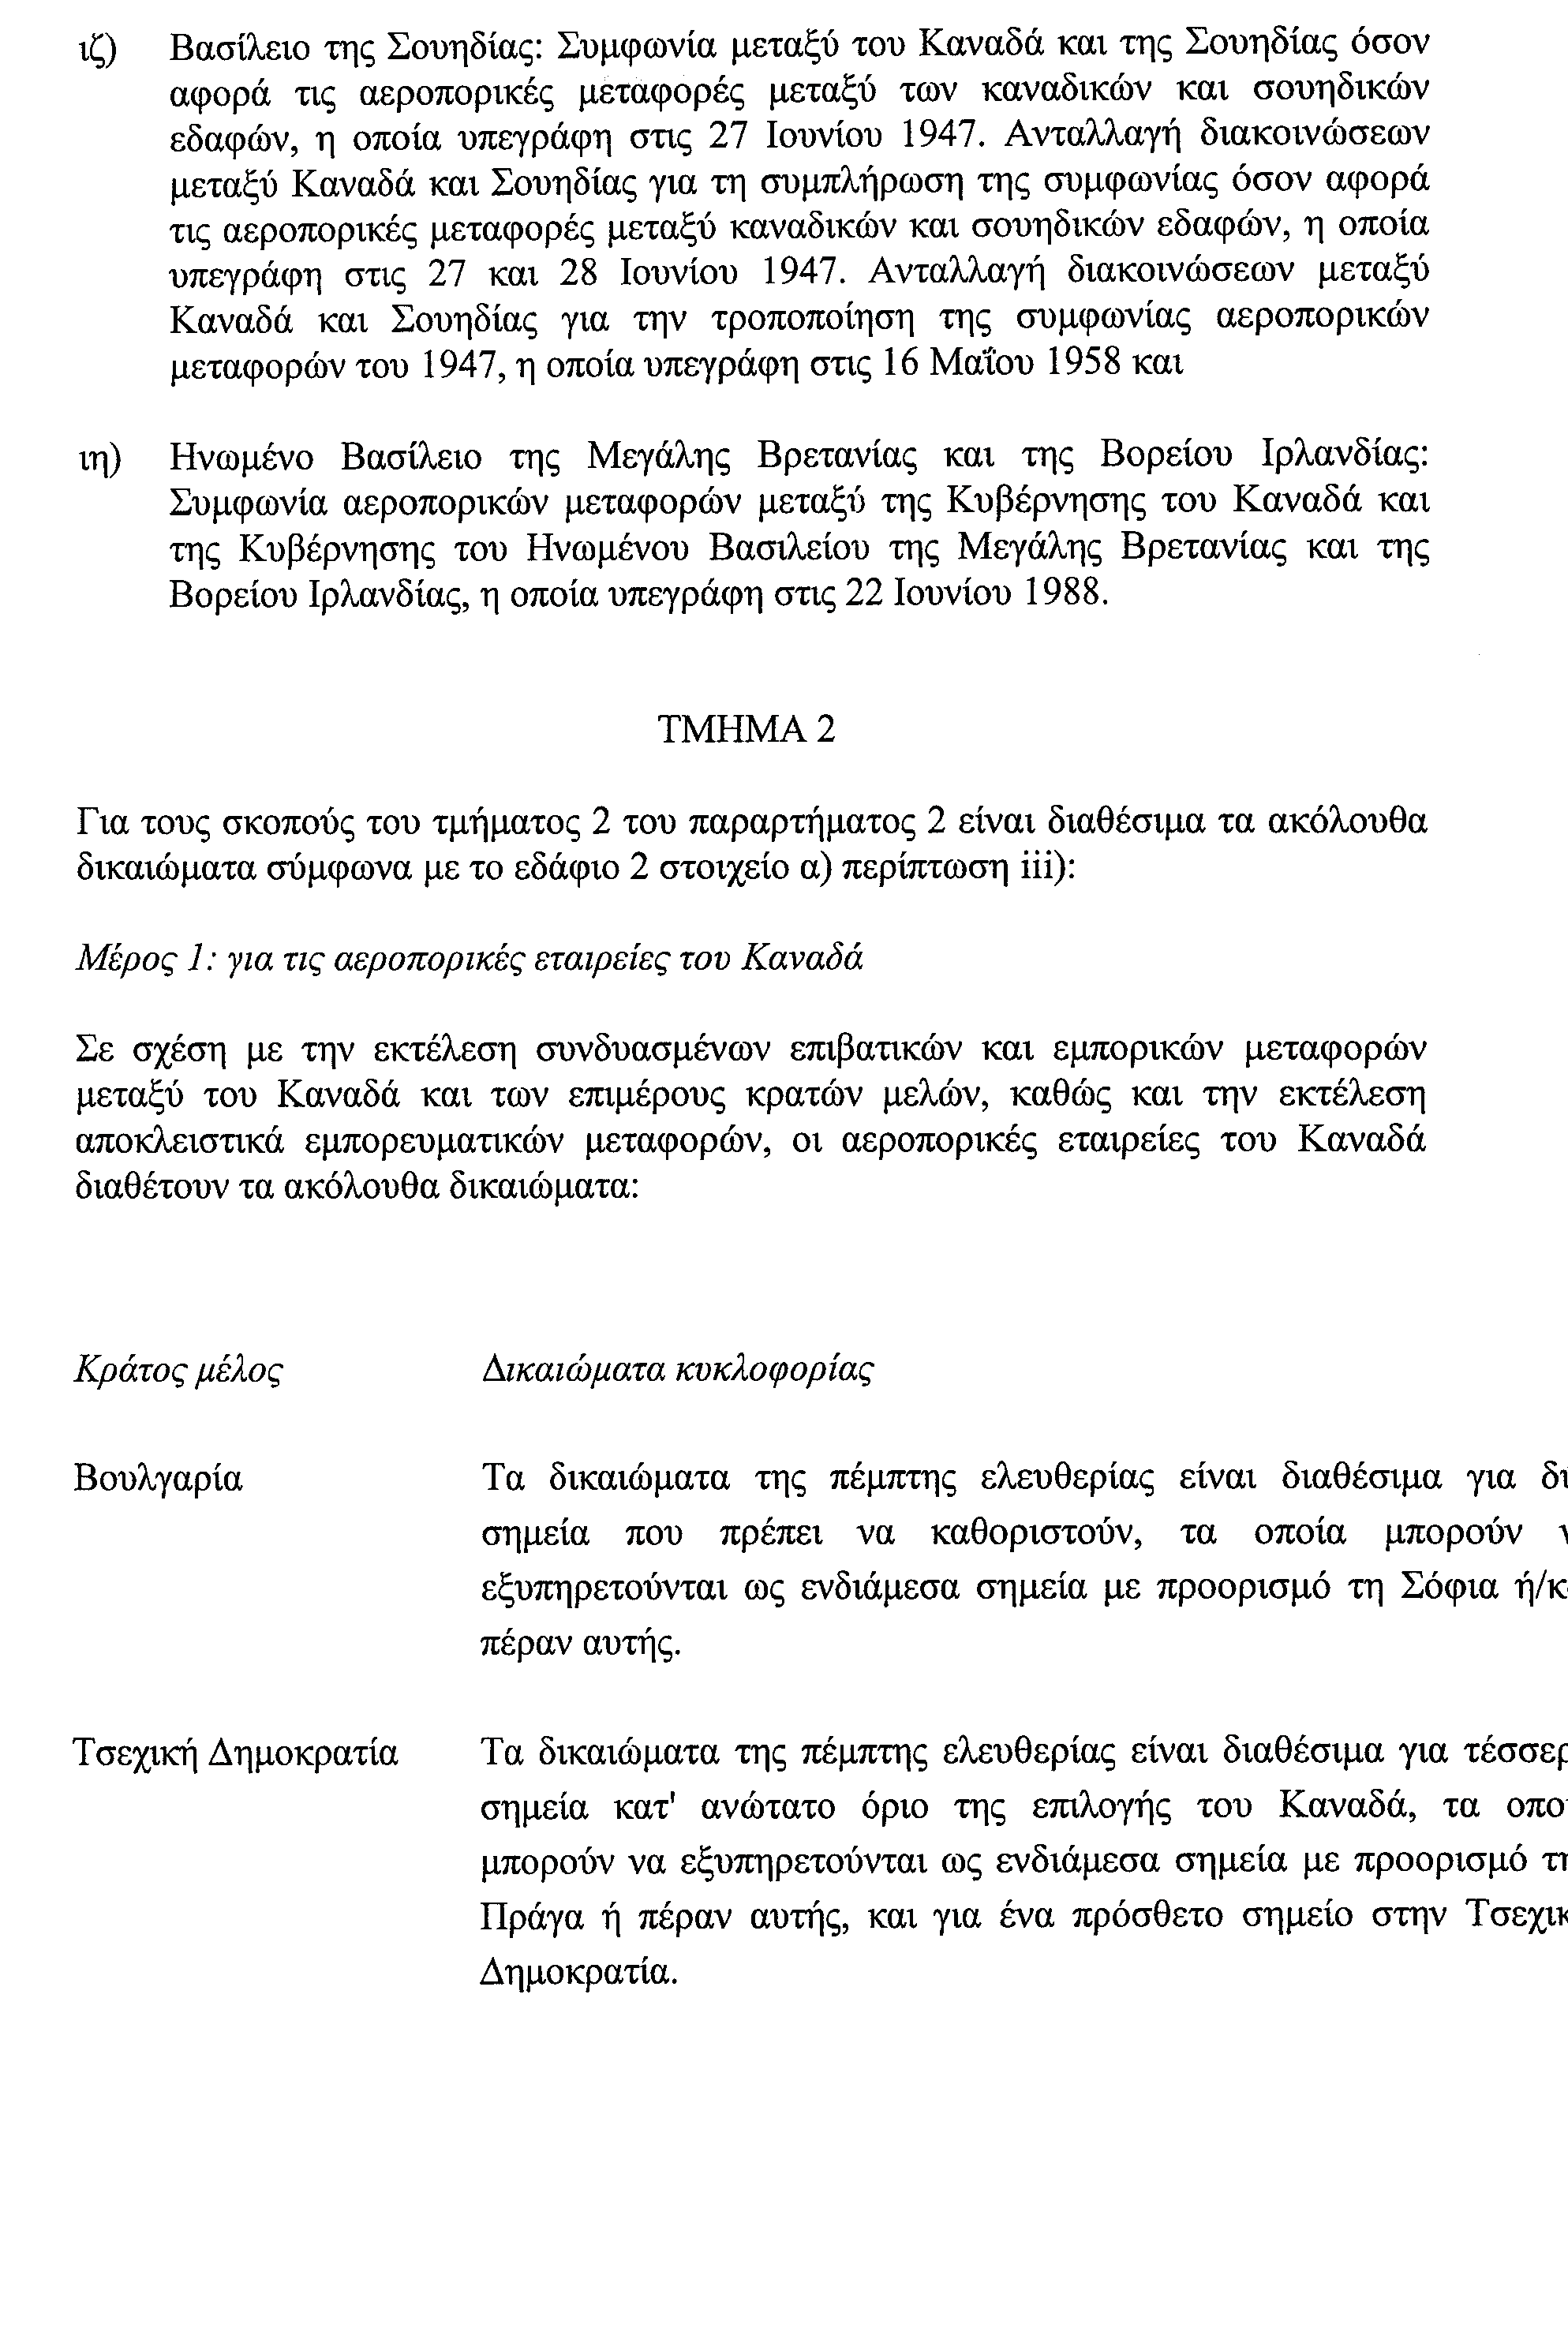 ιζ) Βασίλειο της Σουηδίας: Συμφωνία μεταξύ του Καναδά και της Σουηδίας όσον
αφορά τις αεροπορικές μεταφορές μεταξύ των καναδικών και σουηδικών
εδαφών, η οποία υπεγράφη στις 27 Ιουνίου 1947. Ανταλλαγή διακοινώσεων
μεταξύ Καναδά και Σουηδίας για τη συμπλήρωση της συμφωνίας όσον αφορά
τις αεροπορικές μεταφορές μεταξύ καναδικών και σουηδικών εδαφών, η οποία
υπεγράφη στις 27 και 28 Ιουνίου 1947. Ανταλλαγή διακοινώσεων μεταξύ
Καναδά και Σουηδίας για την τροποποίηση της συμφωνίας αεροπορικών
μεταφορών του 1947, η οποία υπεγράφη στις 16 Μαΐου 1958 και
ιη) Ηνωμένο Βασίλειο της Μεγάλης Βρετανίας και της Βορείου Ιρλανδίας:
Συμφωνία αεροπορικών μεταφορών μεταξύ της Κυβέρνησης του Καναδά και
της Κυβέρνησης του Ηνωμένου Βασιλείου της Μεγάλης Βρετανίας και της
Βορείου Ιρλανδίας, η οποία υπεγράφη στις 22 Ιουνίου 1988.
ΤΜΗΜΑ 2
Για τους σκοπούς του τμήματος 2 του παραρτήματος 2 είναι διαθέσιμα τα ακόλουθα
δικαιώματα σύμφωνα με το εδάφιο 2 στοιχείο α) περίπτωση iii):
Μέρος 1: για τις αεροπορικές εταιρείες του Καναδά
Σε σχέση με την εκτέλεση συνδυασμένων επιβατικών και εμπορικών μεταφορών
μεταξύ του Καναδά και των επιμέρους κρατών μελών, καθώς και την εκτέλεση
αποκλειστικά εμπορευματικών μεταφορών, οι αεροπορικές εταιρείες του Καναδά
διαθέτουν τα ακόλουθα δικαιώματα:
Κράτος μέλος Δικαιώματα κυκλοφορίας
Βουλγαρία Τα δικαιώματα της πέμπτης ελευθερίας είναι διαθέσιμα για
σημεία που πρέπει να καθοριστούν, τα οποία μπορούν
εξυπηρετούνται ως ενδιάμεσα σημεία με προορισμό τη Σόφια
πέραν αυτής.
Τσεχική Δημοκρατία Τα δικαιώματα της πέμπτης ελευθερίας είναι διαθέσιμα για
σημεία κατ' ανώτατο όριο της επιλογής του Καναδά, τα
μπορούν να εξυπηρετούνται ως ενδιάμεσα σημεία με προορισμό
Πράγα ή πέραν αυτής, και για ένα πρόσθετο σημείο στην
Δημοκρατία.